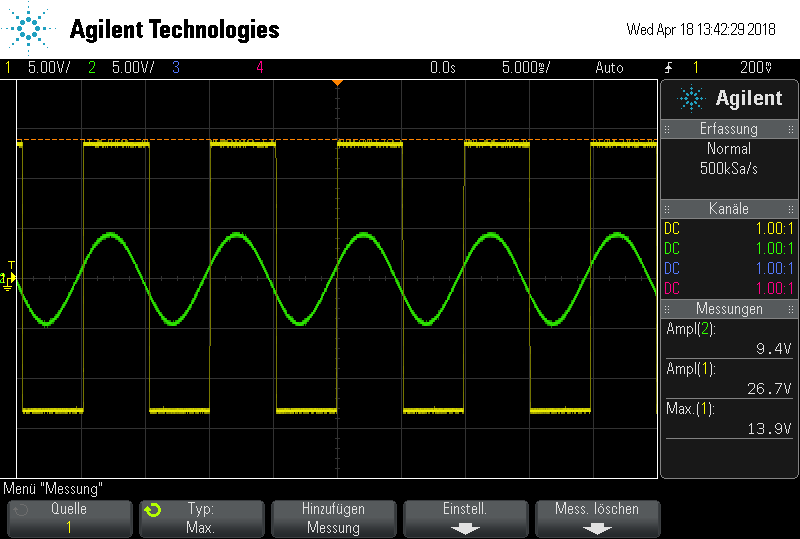 Agilent Technologies
Wed Apr 18 13:42:29 2018
1 5.00V/ 2 5.00V/ 3 4 0.0s 5.000ms/ Auto 1 200mV
Agilent
Erfassung
Normal
500kSa/s
Kanäle
DC 1.00:1
DC 1.00:1
DC 1.00:1
DC 1.00:1
Messungen
Ampl(2):
9.4V
Ampl(1):
26.7V
Max.(1):
13.9V
T
Menü "Messung"
Quelle
1
Typ:
Max.
Hinzufügen
Messung
Einstell.
Mess. löschen